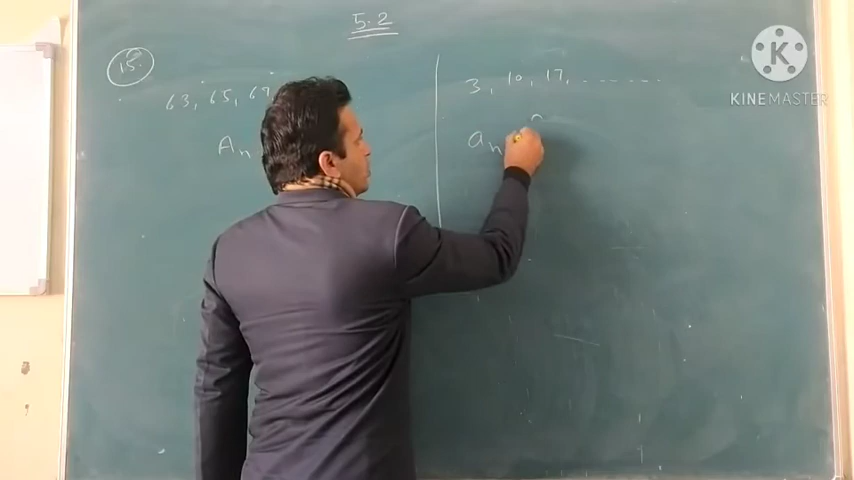 5.2
15.
63, 65, 67
3, 10, 17, .......
An
an
KINEMASTER